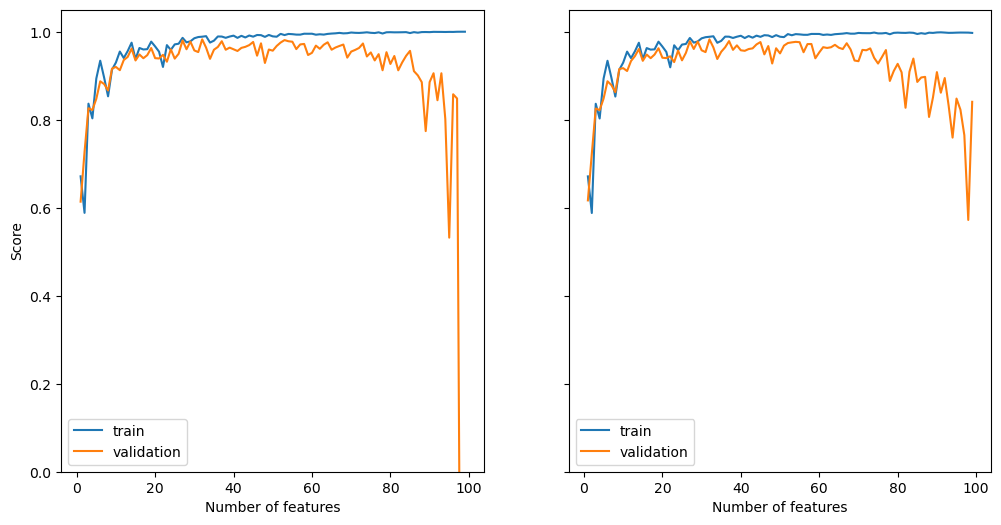 1.0
0.8
0.6
0.4
0.2
0.0
Score
train
validation
0 20 40 60 80 100
Number of features
train
validation
0 20 40 60 80 100
Number of features